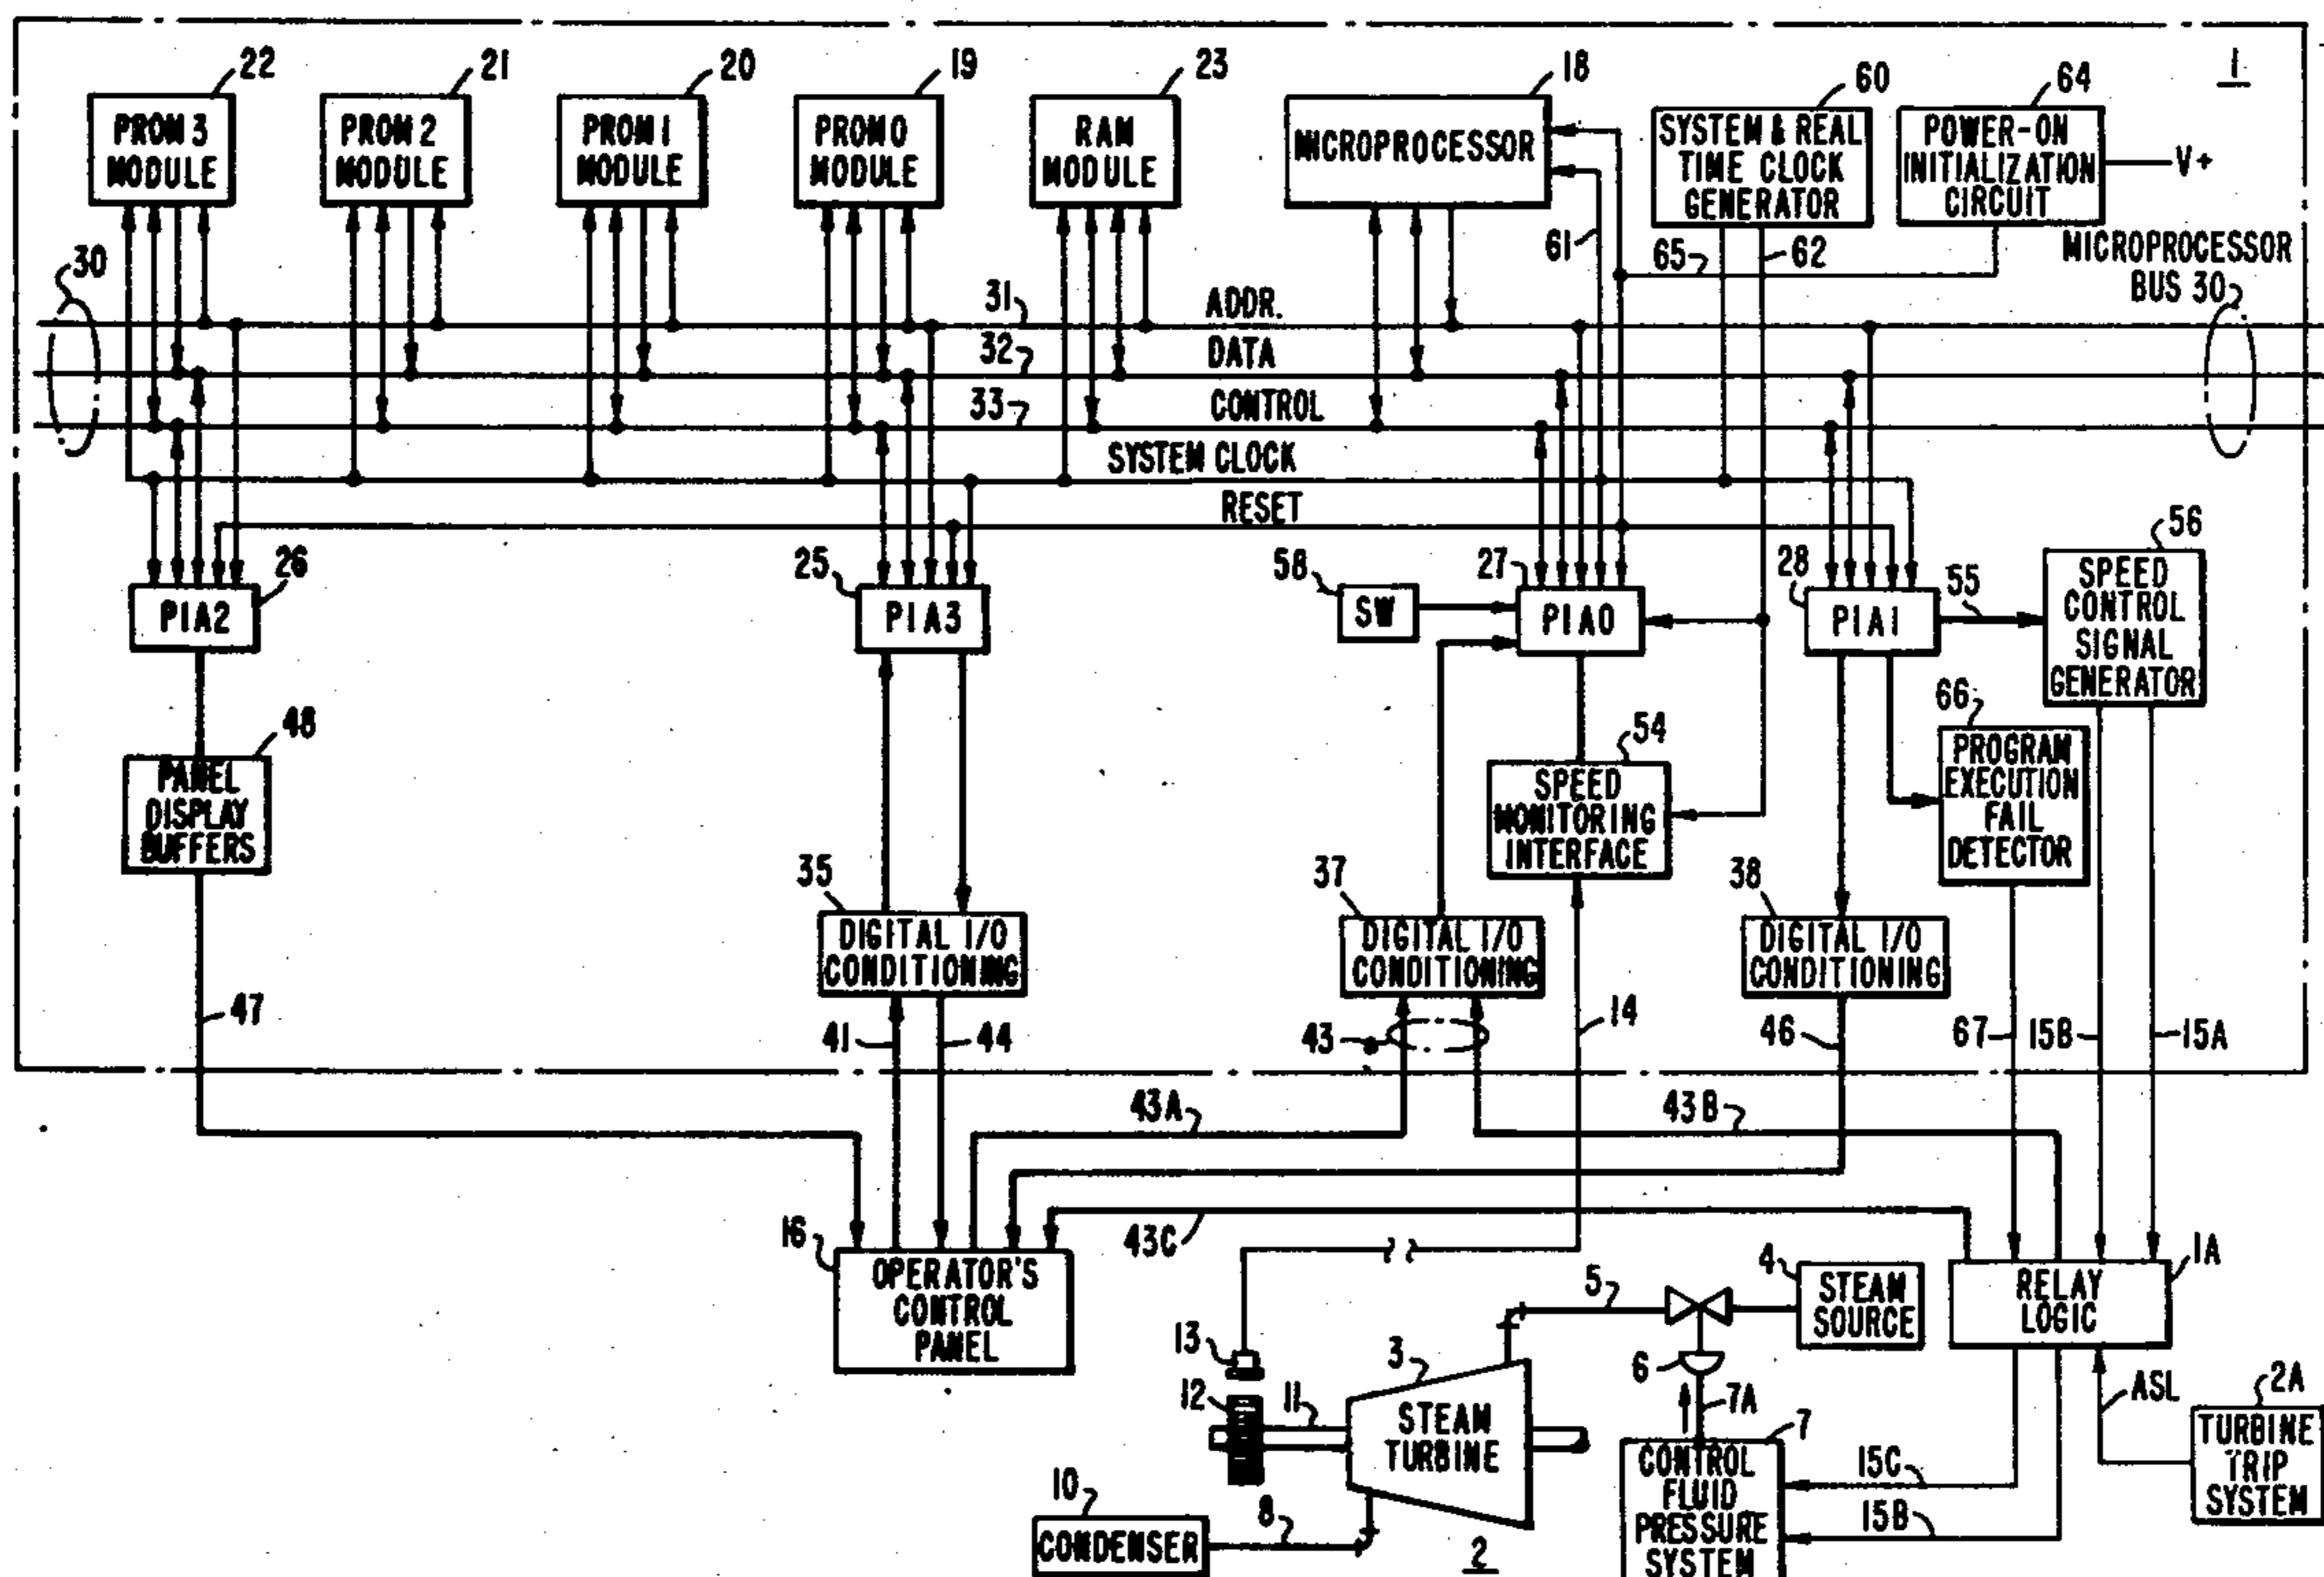 1
22
21
20
19
23
18
60
64
PROM 3
MODULE
PROM 2
MODULE
PROM 1
MODULE
PROM 0
MODULE
RAM
MODULE
MICROPROCESSOR
SYSTEM & REAL
TIME CLOCK
GENERATOR
POWER-ON
INITIALIZATION
CIRCUIT
V+
61
65
62
MICROPROCESSOR
BUS 30
30
31
ADDR.
32
DATA
33
CONTROL
SYSTEM CLOCK
RESET
26
25
58
27
28
55
56
PIA2
PIA3
SW
PIA0
PIA1
SPEED
CONTROL
SIGNAL
GENERATOR
48
54
66
PANEL
DISPLAY
BUFFERS
SPEED
MONITORING
INTERFACE
PROGRAM
EXECUTION
FAIL
DETECTOR
35
37
38
DIGITAL I/O
CONDITIONING
DIGITAL I/O
CONDITIONING
DIGITAL I/O
CONDITIONING
47
41
44
43
14
46
67
15B
15A
43A
43B
43C
16
OPERATOR'S
CONTROL
PANEL
1A
RELAY
LOGIC
4
STEAM
SOURCE
5
13
3
6
7A
7
ASL
2A
12
11
STEAM
TURBINE
CONTROL
FLUID
PRESSURE
SYSTEM
15C
15B
TURBINE
TRIP
SYSTEM
10
CONDENSER
8
2